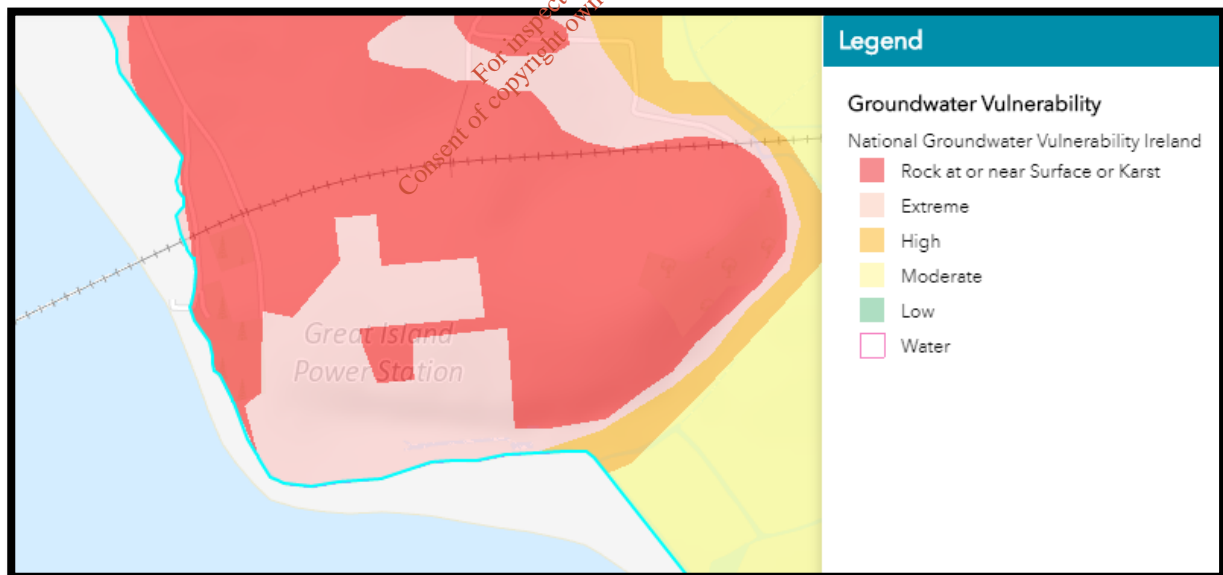 For inspect
Consent of copyright own
Great Island
Power Station
Legend
Groundwater Vulnerability
National Groundwater Vulnerability Ireland
Rock at or near Surface or Karst
Extreme
High
Moderate
Low
Water